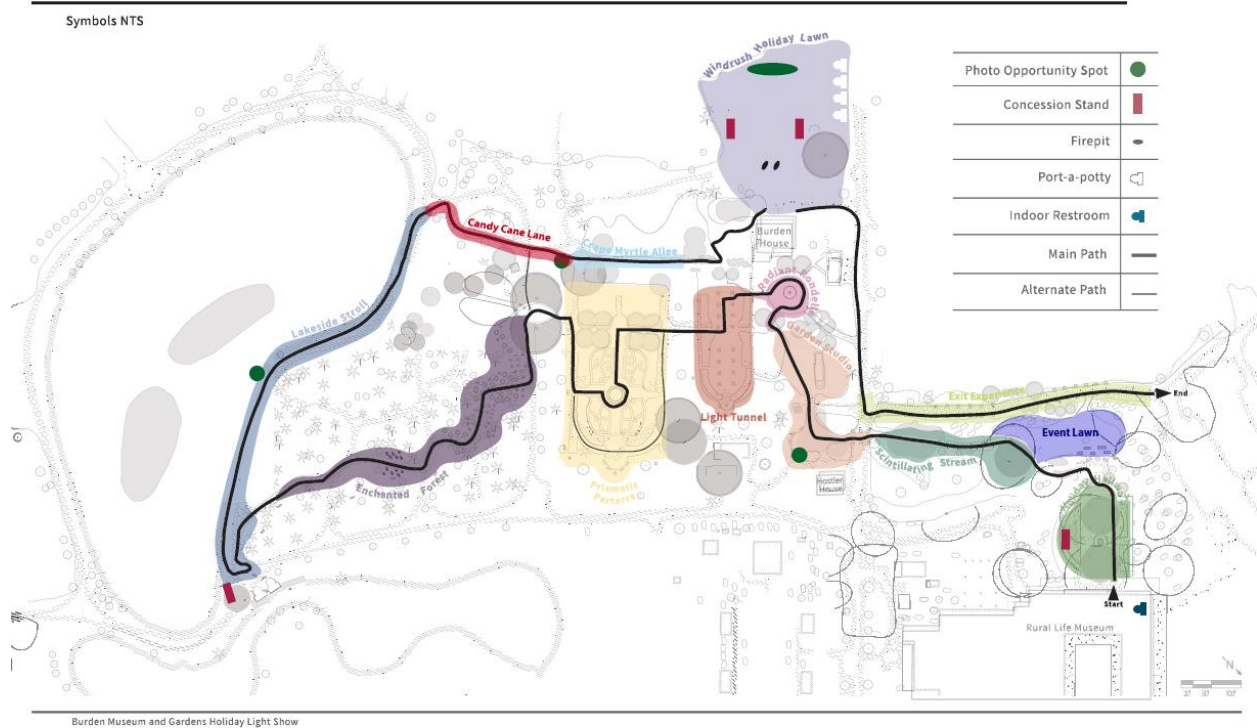 Symbols NTS
Windrush Holiday Lawn
Photo Opportunity Spot
Concession Stand
Firepit
Port-a-potty
Indoor Restroom
Main Path
Alternate Path
Candy Cane Lane
Crape Myrtle Allee
Burden
House
Radiant Rondelle
Lakeside Stroll
Garden Studio
Light Tunnel
Exit Experience
End
Event Lawn
Scintillating Stream
Enchanted Forest
Prismatic
Parterre
Hostler
House
Start
Rural Life Museum
N
Burden Museum and Gardens Holiday Light Show